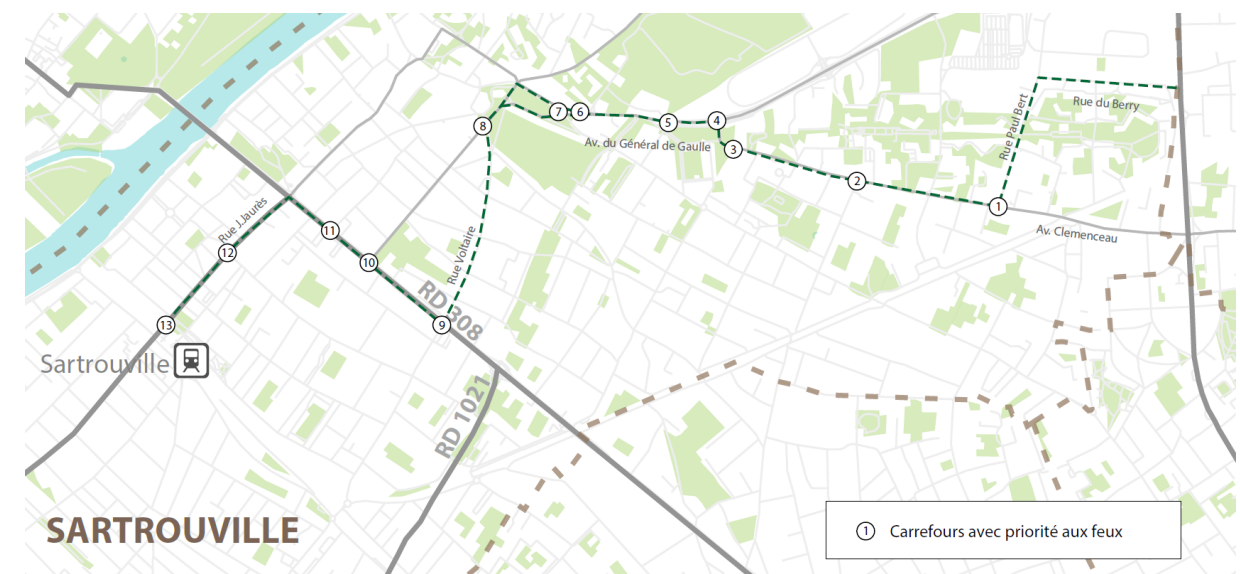 Rue du Berry
Rue Paul Bert
7
6
5
4
8
Av. du Général de Gaulle
3
2
1
Rue J.Jaurès
11
Av. Clemenceau
12
10
Rue Voltaire
RD 308
13
9
Sartrouville
RD 1021
SARTROUVILLE
1 Carrefours avec priorité aux feux